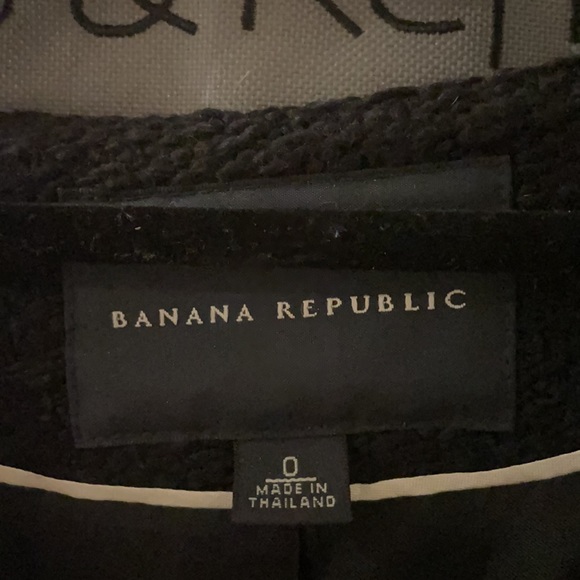 BANANA REPUBLIC
0
MADE IN
THAILAND